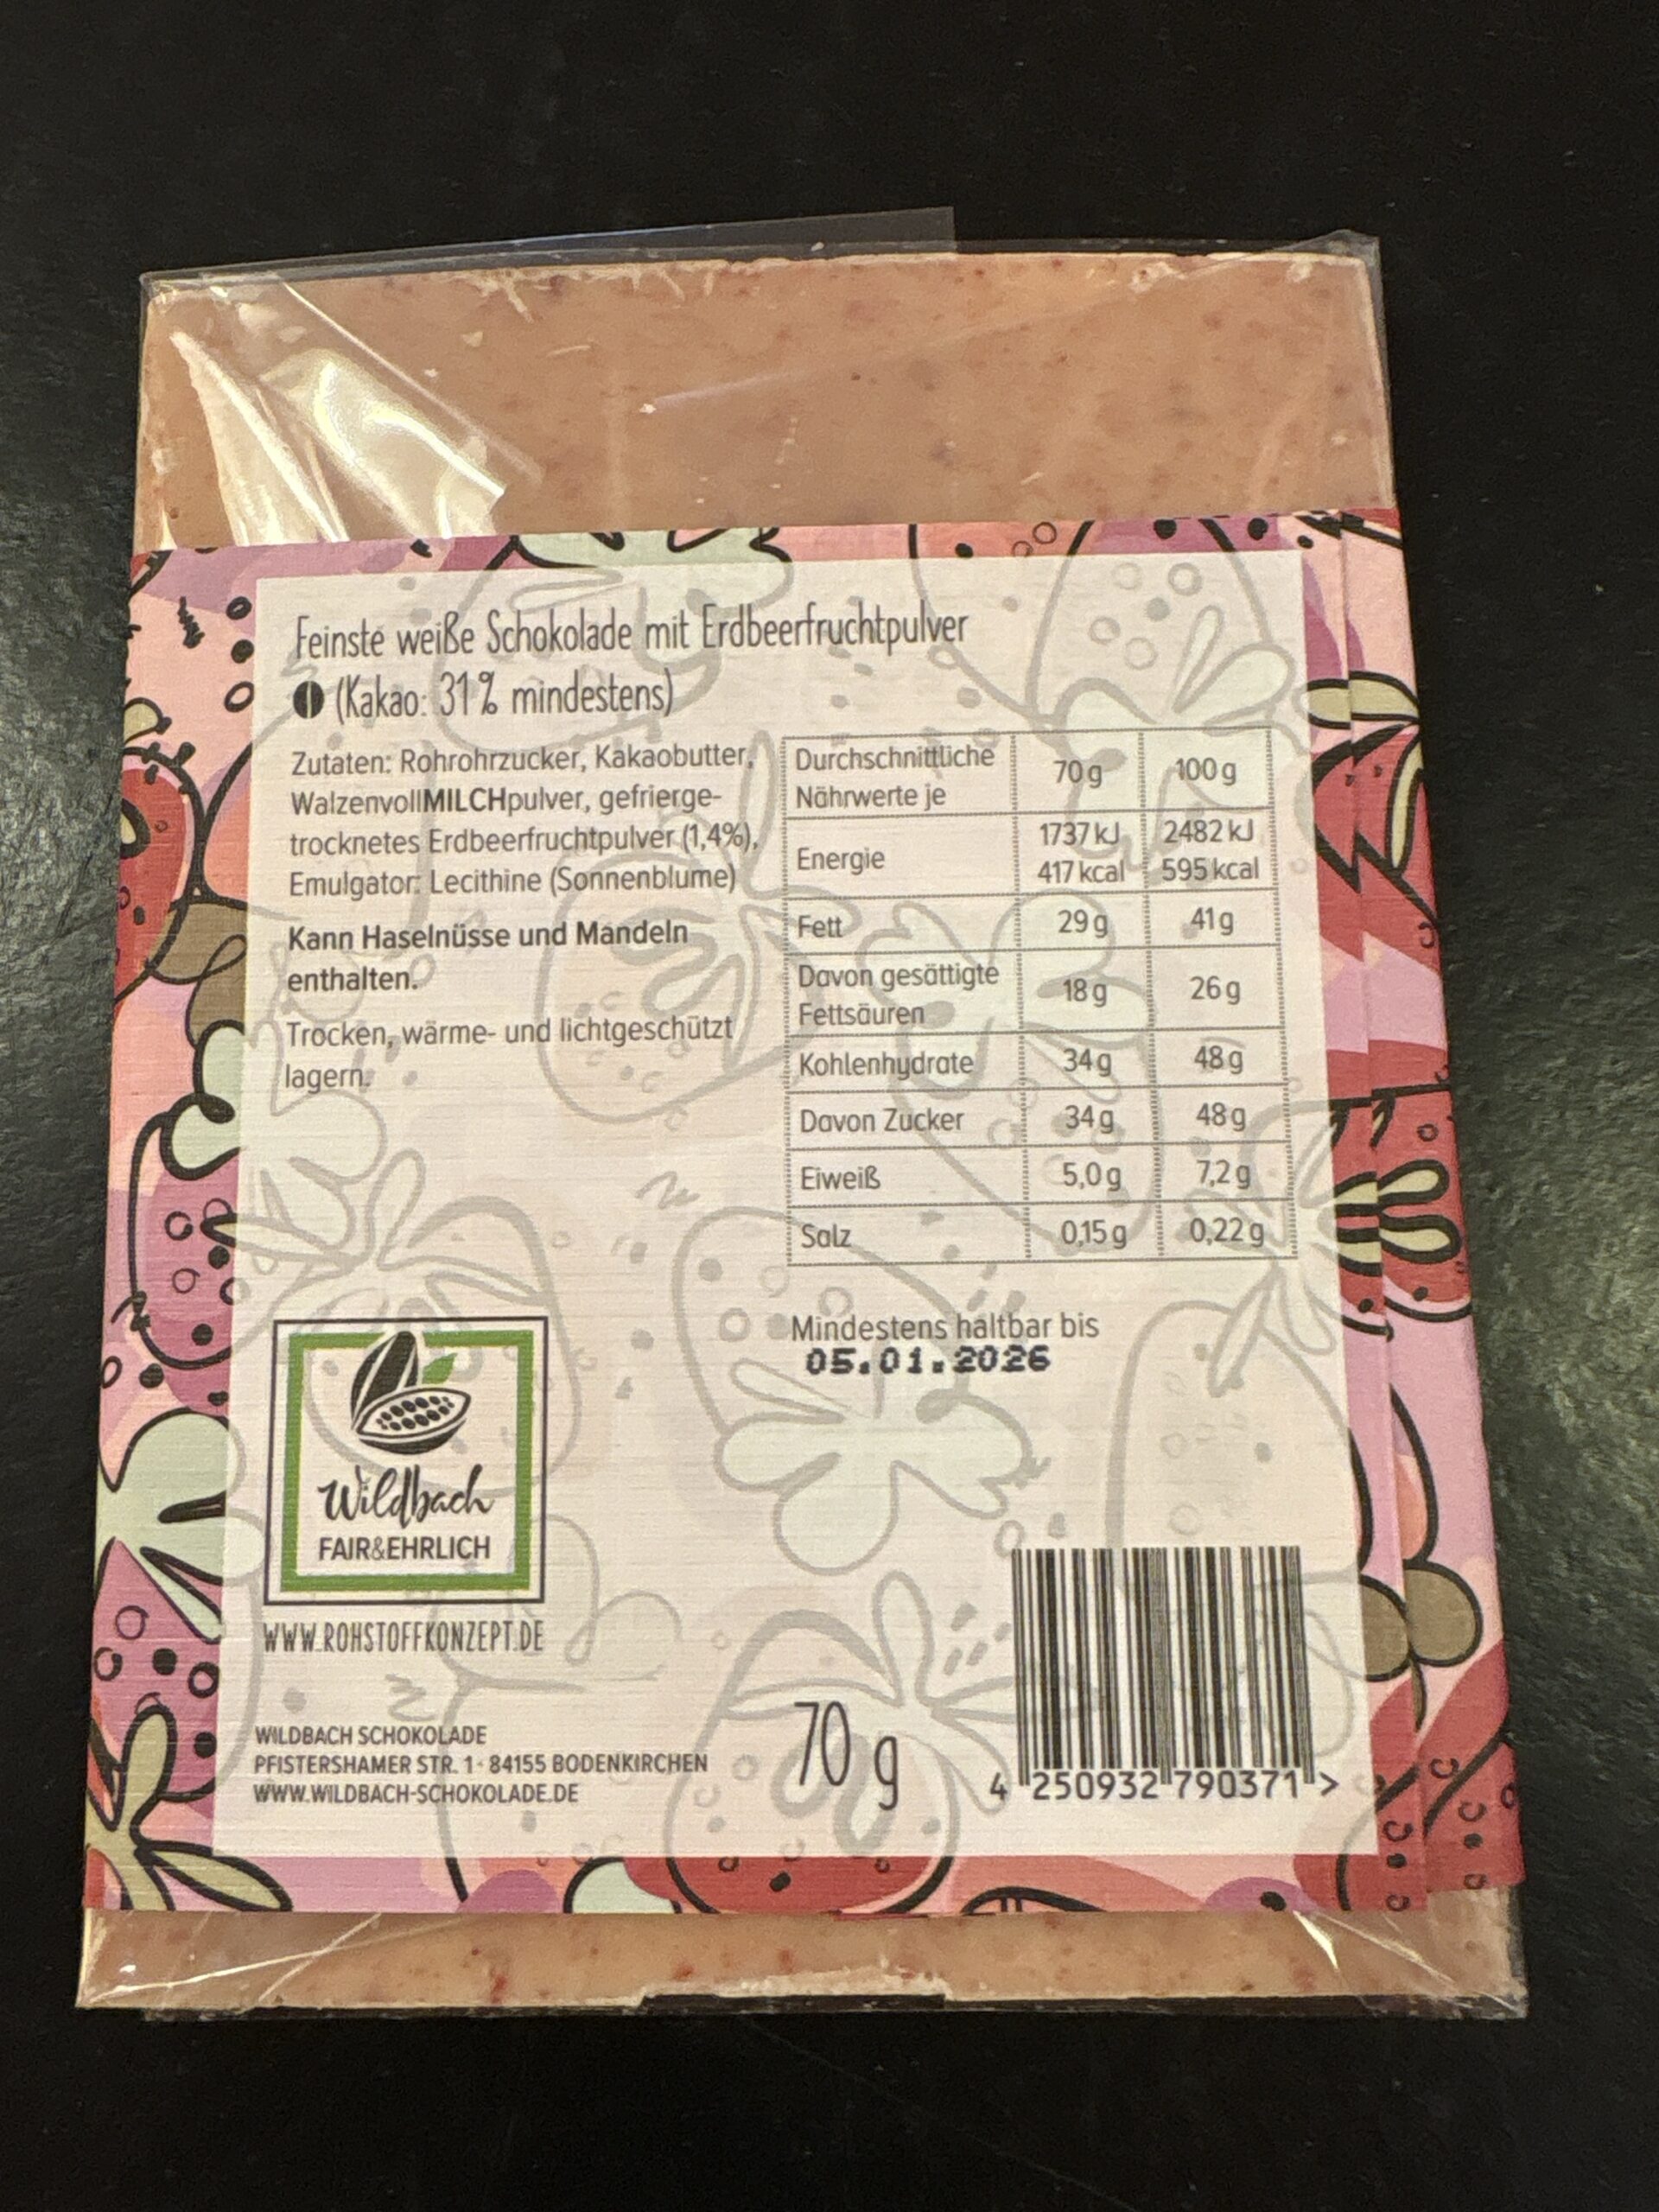 Feinste weiße Schokolade mit Erdbeerfruchtpulver
(Kakao: 31% mindestens)
Zutaten: Rohrohrzucker, Kakaobutter,
WalzenvollMILCHpulver, gefrierge-
trocknetes Erdbeerfruchtpulver (1,4%),
Emulgator: Lecithine (Sonnenblume)
Kann Haselnüsse und Mandeln
enthalten.
Trocken, wärme- und lichtgeschützt
lagern.
Durchschnittliche Nährwerte je 70 g 100 g
Energie 1737 kJ 417 kcal 2482 kJ 595 kcal
Fett 29 g 41 g
Davon gesättigte Fettsäuren 18 g 26 g
Kohlenhydrate 34 g 48 g
Davon Zucker 34 g 48 g
Eiweiß 5,0 g 7,2 g
Salz 0,15 g 0,22 g
Mindestens haltbar bis
05.01.2026
Wildbach
FAIR&EHRLICH
WWW.ROHSTOFFKONZEPT.DE
WILDBACH SCHOKOLADE
PFISTERSHAMER STR. 1 · 84155 BODENKIRCHEN
WWW.WILDBACH-SCHOKOLADE.DE
70 g
4 250932 790371 >